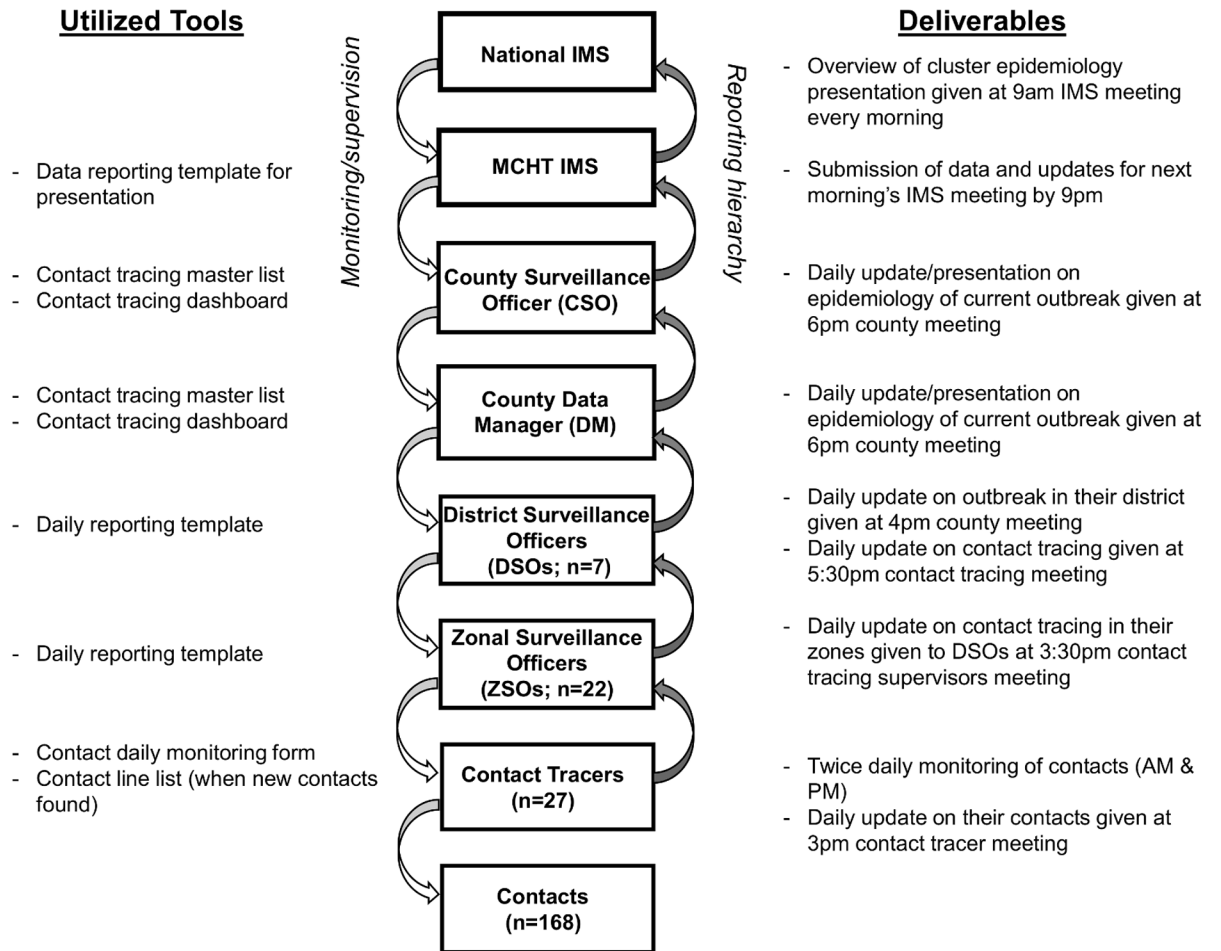 Utilized Tools
- Data reporting template for
presentation
- Contact tracing master list
- Contact tracing dashboard
- Contact tracing master list
- Contact tracing dashboard
- Daily reporting template
- Daily reporting template
- Contact daily monitoring form
- Contact line list (when new contacts
found)
Monitoring/supervision
National IMS
MCHT IMS
County Surveillance
Officer (CSO)
County Data
Manager (DM)
District Surveillance
Officers
(DSOs; n=7)
Zonal Surveillance
Officers
(ZSOs; n=22)
Contact Tracers
(n=27)
Contacts
(n=168)
Reporting hierarchy
Deliverables
- Overview of cluster epidemiology
presentation given at 9am IMS meeting
every morning
- Submission of data and updates for next
morning's IMS meeting by 9pm
- Daily update/presentation on
epidemiology of current outbreak given at
6pm county meeting
- Daily update/presentation on
epidemiology of current outbreak given at
6pm county meeting
- Daily update on outbreak in their district
given at 4pm county meeting
- Daily update on contact tracing given at
5:30pm contact tracing meeting
- Daily update on contact tracing in their
zones given to DSOs at 3:30pm contact
tracing supervisors meeting
- Twice daily monitoring of contacts (AM &
PM)
- Daily update on their contacts given at
3pm contact tracer meeting